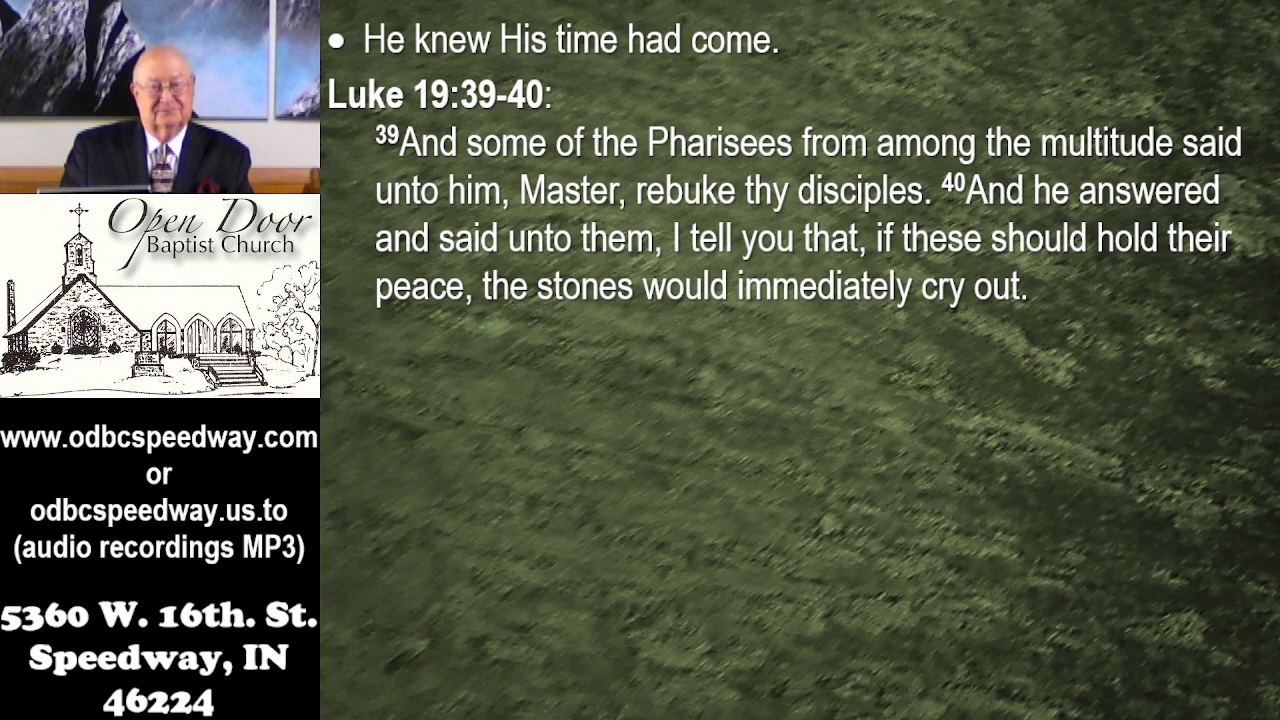 • He knew His time had come.
Luke 19:39-40:
39And some of the Pharisees from among the multitude said
unto him, Master, rebuke thy disciples. 40And he answered
and said unto them, I tell you that, if these should hold their
peace, the stones would immediately cry out.
Open Door
Baptist Church
www.odbcspeedway.com
or
odbcspeedway.us.to
(audio recordings MP3)
5360 W. 16th. St.
Speedway, IN
46224